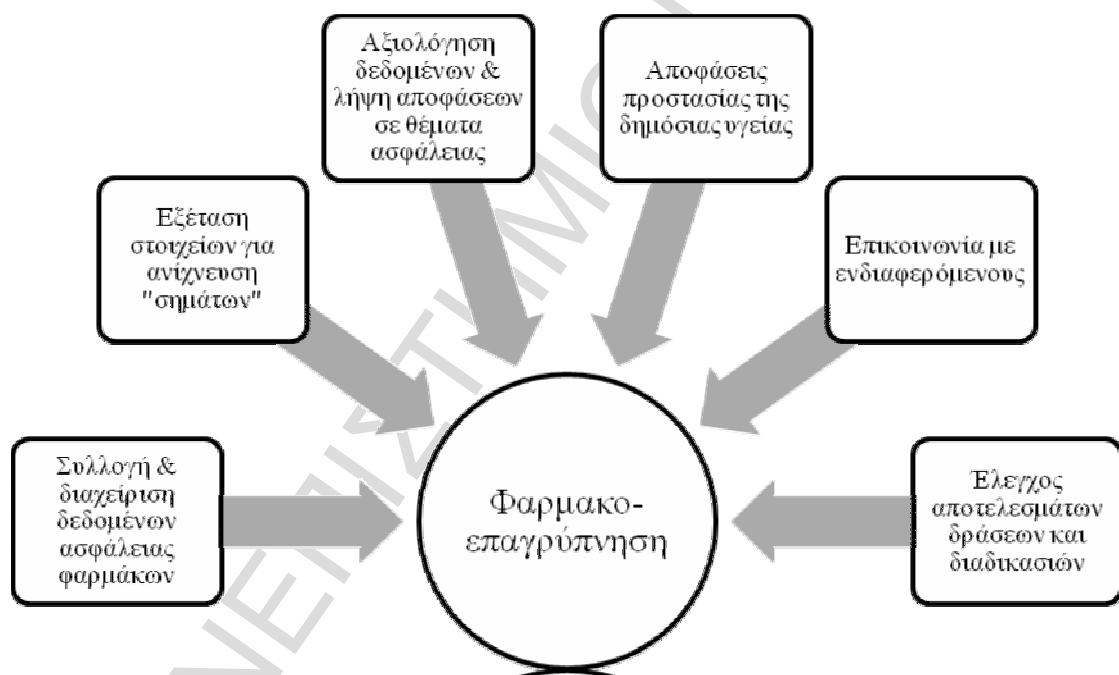 Αξιολόγηση
δεδομένων &
λήψη αποφάσεων
σε θέματα
ασφάλειας
Αποφάσεις
προστασίας της
δημόσιας υγείας
Εξέταση
στοιχείων για
ανίχνευση
"σημάτων"
Επικοινωνία με
ενδιαφερόμενους
Συλλογή &
διαχείριση
δεδομένων
ασφάλειας
φαρμάκων
Φαρμακο-
επαγρύπνηση
Έλεγχος
αποτελεσμάτων
δράσεων και
διαδικασιών